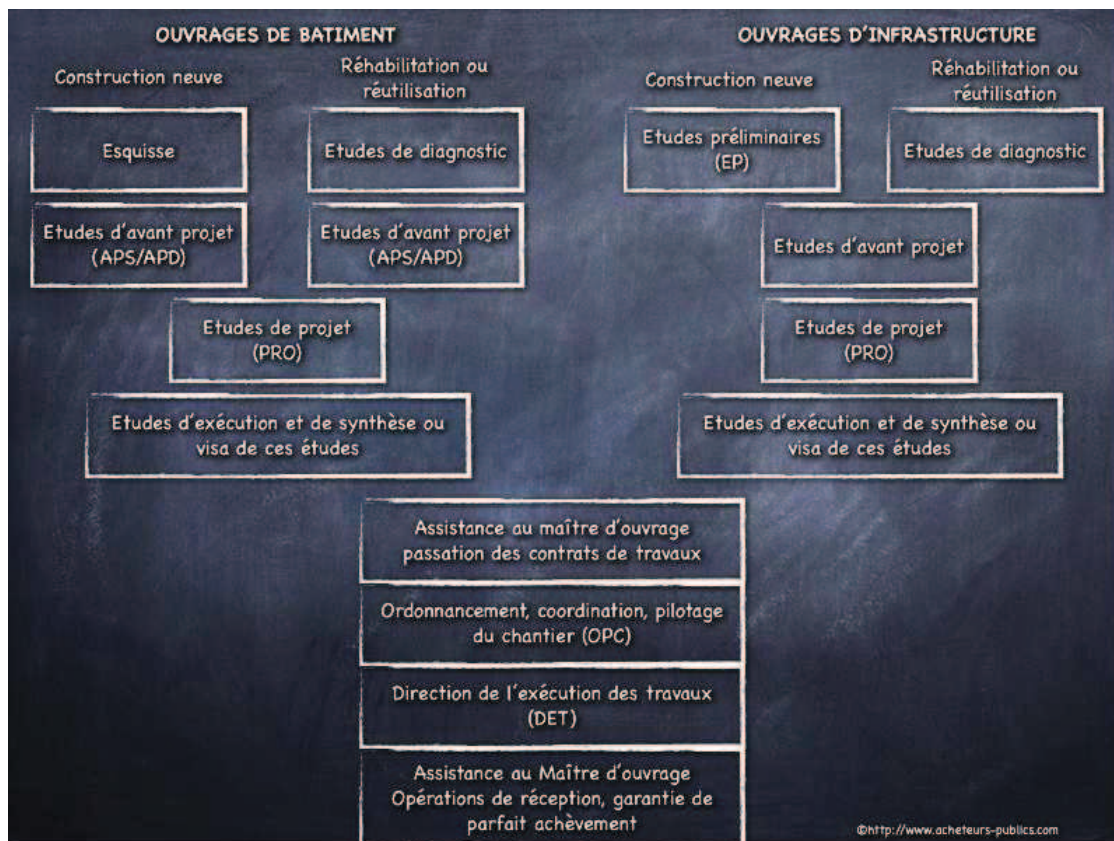 OUVRAGES DE BATIMENT
Construction neuve
Réhabilitation ou
réutilisation
Esquisse
Etudes de diagnostic
Etudes d'avant projet
(APS/APD)
Etudes d'avant projet
(APS/APD)
Etudes de projet
(PRO)
Etudes d'exécution et de synthèse ou
visa de ces études
OUVRAGES D'INFRASTRUCTURE
Construction neuve
Réhabilitation ou
réutilisation
Etudes préliminaires
(EP)
Etudes de diagnostic
Etudes d'avant projet
Etudes de projet
(PRO)
Etudes d'exécution et de synthèse ou
visa de ces études
Assistance au maître d'ouvrage
passation des contrats de travaux
Ordonnancement, coordination, pilotage
du chantier (OPC)
Direction de l'exécution des travaux
(DET)
Assistance au Maître d'ouvrage
Opérations de réception, garantie de
parfait achèvement
©http://www.acheteurs-publics.com